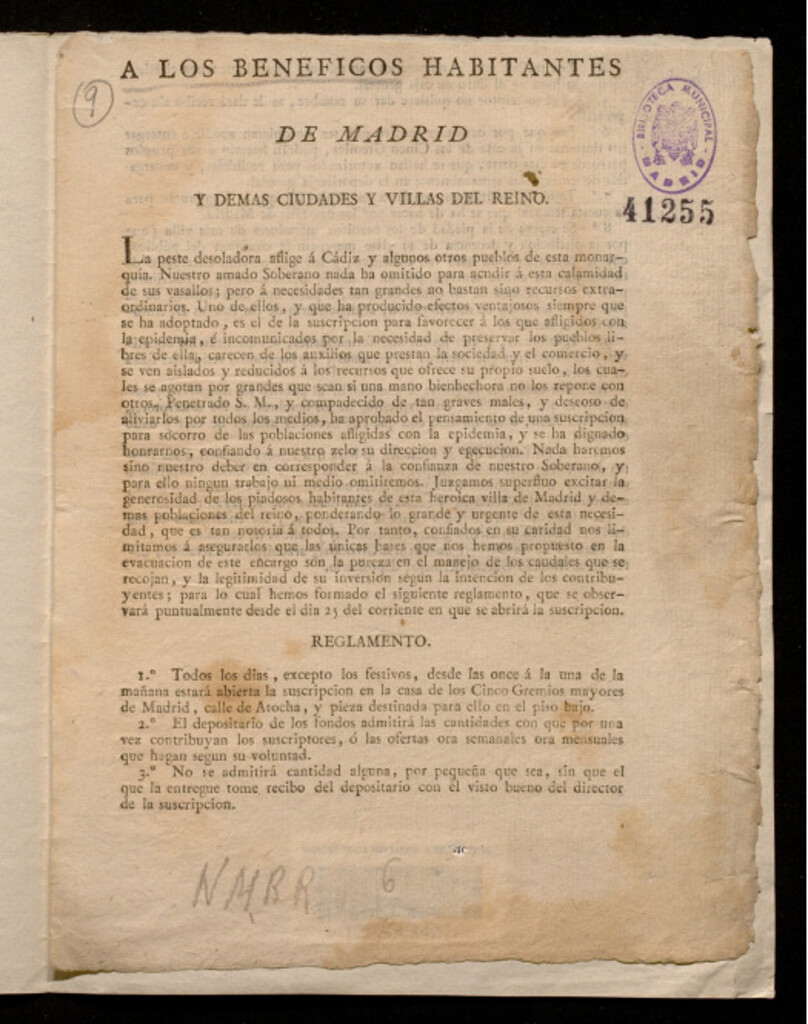 A LOS BENEFICOS HABITANTES
9
DE MADRID
BIBLIOTECA MUNICIPAL
MADRID
41255
Y DEMAS CIUDADES Y VILLAS DEL REINO.
La peste desoladora aflige á Cádiz y algunos otros pueblos de esta monar-
quía. Nuestro amado Soberano nada ha omitido para acudir á esta calamidad
de sus vasallos; pero á necesidades tan grandes no bastan sino recursos extra-
ordinarios. Uno de ellos, y que ha producido efectos ventajosos siempre que
se ha adoptado, es el de la suscripcion para favorecer á los que afligidos con
la epidemia, é incomunicados por la necesidad de preservar los pueblos li-
bres de ella, carecen de los auxilios que prestan la sociedad y el comercio, y
se ven aislados y reducidos á los recursos que ofrece su propio suelo, los cua-
les se agotan por grandes que sean si una mano bienhechora no los repone con
otros. Penetrado S. M., y compadecido de tan graves males, y deseoso de
aliviarlos por todos los medios, ha aprobado el pensamiento de una suscripcion
para socorro de las poblaciones afligidas con la epidemia, y se ha dignado
honrarnos, confiando á nuestro zelo su direccion y egecucion. Nada haremos
sino nuestro deber en corresponder á la confianza de nuestro Soberano, y
para ello ningun trabajo ni medio omitiremos. Juzgamos superfluo excitar la
generosidad de los piadosos habitantes de esta heroica villa de Madrid y de-
mas poblaciones del reino, ponderando lo grande y urgente de esta necesi-
dad, que es tan notoria á todos. Por tanto, confiados en su caridad nos li-
mitamos á asegurarlos que las únicas bases que nos hemos propuesto en la
evacuacion de este encargo son la pureza en el manejo de los caudales que se
recojan, y la legitimidad de su inversión segun la intencion de los contribu-
yentes; para lo cual hemos formado el siguiente reglamento, que se obser-
vará puntualmente desde el dia 25 del corriente en que se abrirá la suscripcion.
REGLAMENTO.
1.º Todos los dias, excepto los festivos, desde las once á la una de la
mañana estará abierta la suscripcion en la casa de los Cinco Gremios mayores
de Madrid, calle de Atocha, y pieza destinada para ello en el piso bajo.
2.º El depositario de los fondos admitirá las cantidades con que por una
vez contribuyan los suscriptores, ó las ofertas ora semanales ora mensuales
que hagan segun su voluntad.
3.º No se admitirá cantidad alguna, por pequeña que sea, sin que el
que la entregue tome recibo del depositario con el visto bueno del director
de la suscripcion.
6